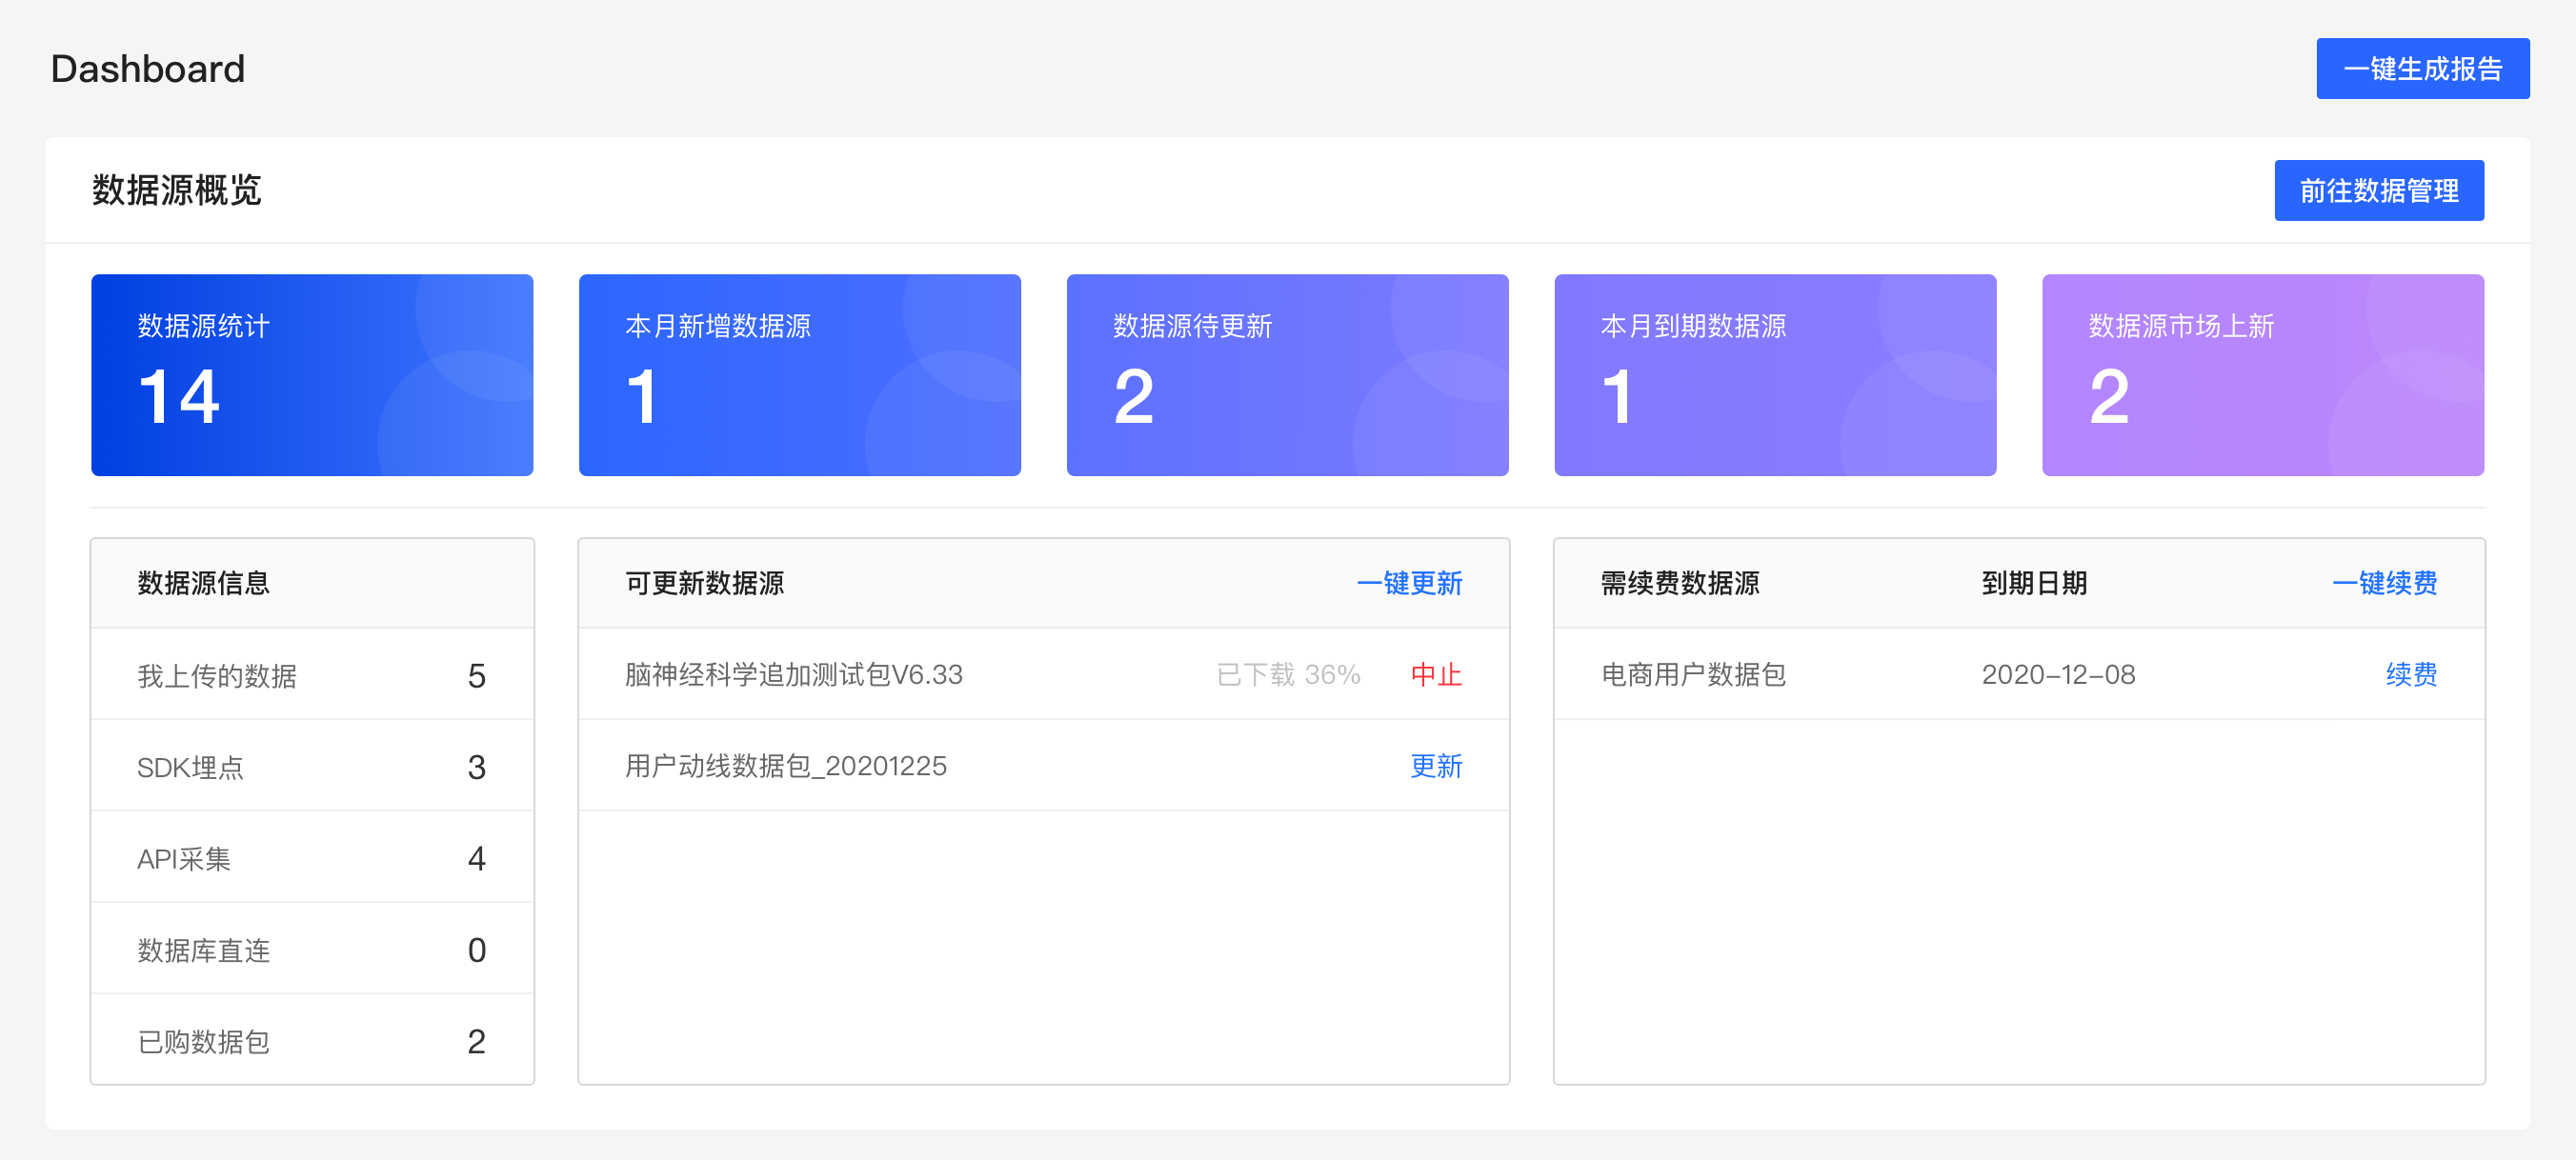 Dashboard
一键生成报告
数据源概览
前往数据管理
数据源统计
14
本月新增数据源
1
数据源待更新
2
本月到期数据源
1
数据源市场上新
2
数据源信息
我上传的数据 5
SDK埋点 3
API采集 4
数据库直连 0
已购数据包 2
可更新数据源 一键更新
脑神经科学追加测试包V6.33 已下载 36% 中止
用户动线数据包_20201225 更新
需续费数据源 到期日期 一键续费
电商用户数据包 2020-12-08 续费